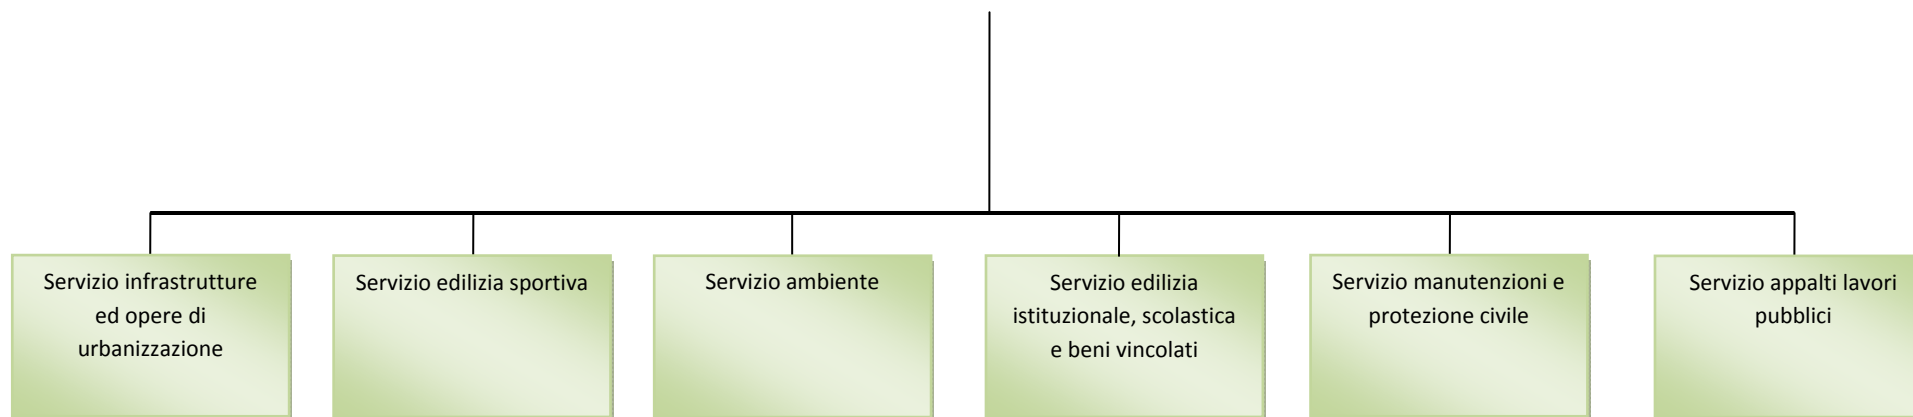 Servizio infrastrutture
ed opere di
urbanizzazione
Servizio edilizia sportiva
Servizio ambiente
Servizio edilizia
istituzionale, scolastica
e beni vincolati
Servizio manutenzioni e
protezione civile
Servizio appalti lavori
pubblici